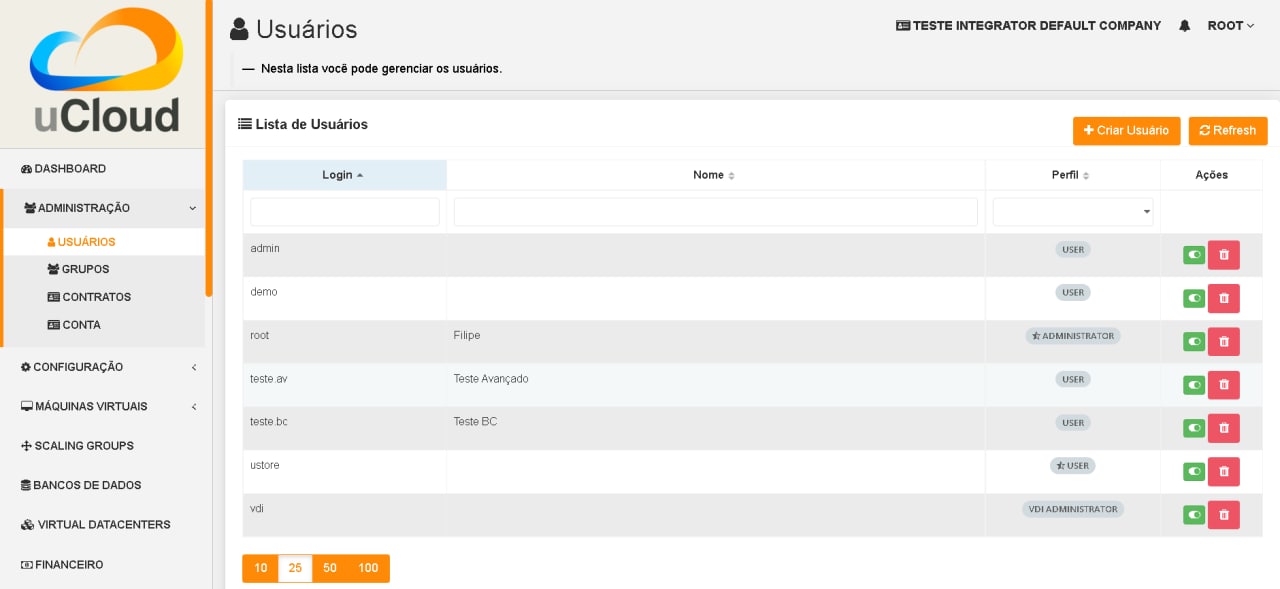 uCloud
DASHBOARD
ADMINISTRAÇÃO
USUÁRIOS
GRUPOS
CONTRATOS
CONTA
CONFIGURAÇÃO
MÁQUINAS VIRTUAIS
SCALING GROUPS
BANCOS DE DADOS
VIRTUAL DATACENTERS
FINANCEIRO
Usuários
TESTE INTEGRATOR DEFAULT COMPANY ROOT
— Nesta lista você pode gerenciar os usuários.
Lista de Usuários
Criar Usuário Refresh
Login Nome Perfil Ações
admin USER
demo USER
root Filipe ADMINISTRATOR
teste.av Teste Avançado USER
teste.bc Teste BC USER
ustore USER
vdi VDI ADMINISTRATOR
10 25 50 100